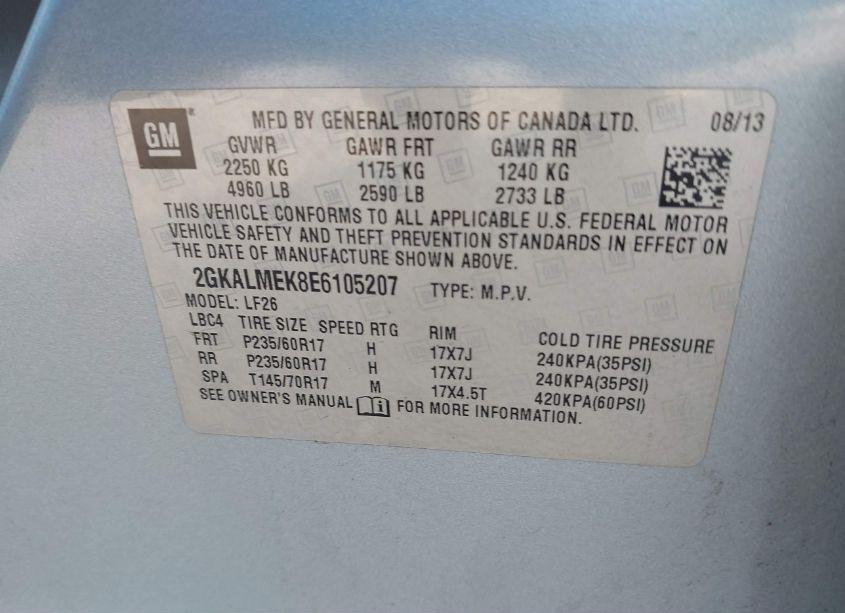 GM ® MFD BY GENERAL MOTORS OF CANADA LTD. 08/13
GVWR GAWR FRT GAWR RR
2250 KG 1175 KG 1240 KG
4960 LB 2590 LB 2733 LB
THIS VEHICLE CONFORMS TO ALL APPLICABLE U.S. FEDERAL MOTOR
VEHICLE SAFETY AND THEFT PREVENTION STANDARDS IN EFFECT ON
THE DATE OF MANUFACTURE SHOWN ABOVE.
2GKALMEK8E6105207 TYPE: M.P.V.
MODEL: LF26
LBC4 TIRE SIZE SPEED RTG RIM COLD TIRE PRESSURE
FRT P235/60R17 H 17X7J 240KPA(35PSI)
RR P235/60R17 H 17X7J 240KPA(35PSI)
SPA T145/70R17 M 17X4.5T 420KPA(60PSI)
SEE OWNER'S MANUAL FOR MORE INFORMATION.